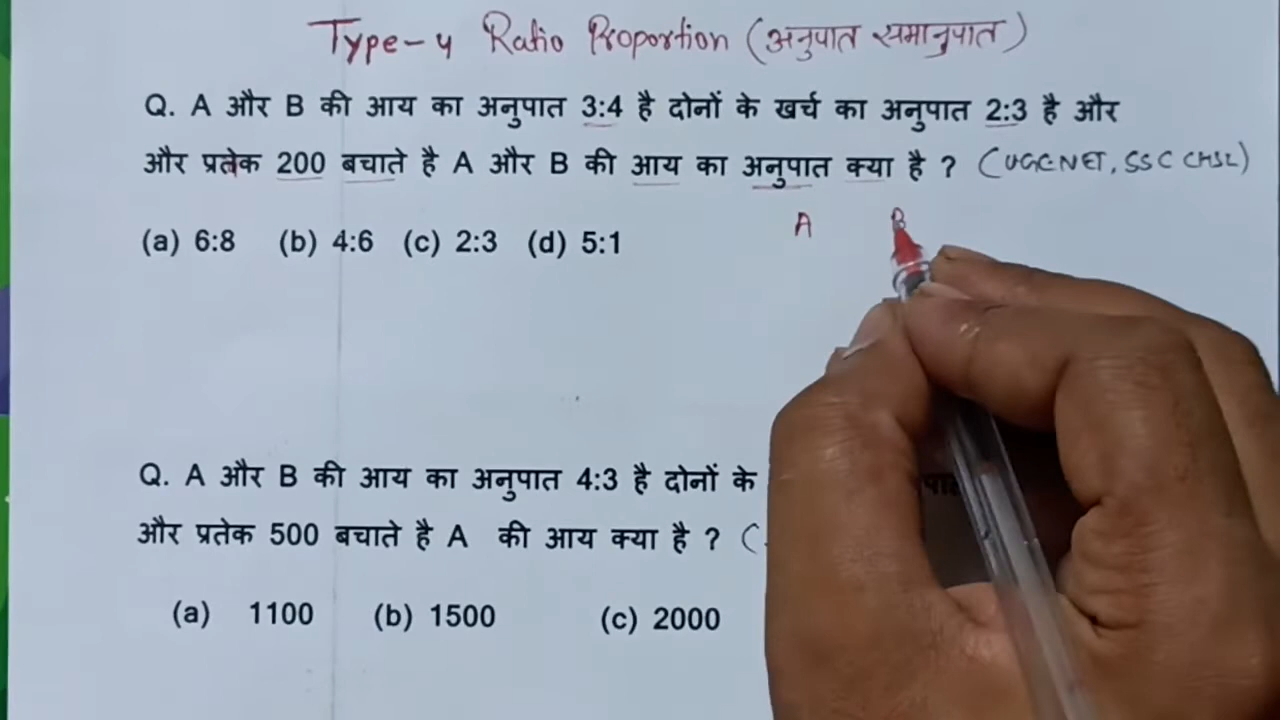 Type-4 Ratio Proportion (अनुपात समानुपात)
Q. A और B की आय का अनुपात 3:4 है दोनों के खर्च का अनुपात 2:3 है और
और प्रतेक 200 बचाते है A और B की आय का अनुपात क्या है ? (UGC NET, SSC CHSL)
(a) 6:8 (b) 4:6 (c) 2:3 (d) 5:1
A B
Q. A और B की आय का अनुपात 4:3 है दोनों के
और प्रतेक 500 बचाते है A की आय क्या है ? (
(a) 1100 (b) 1500 (c) 2000